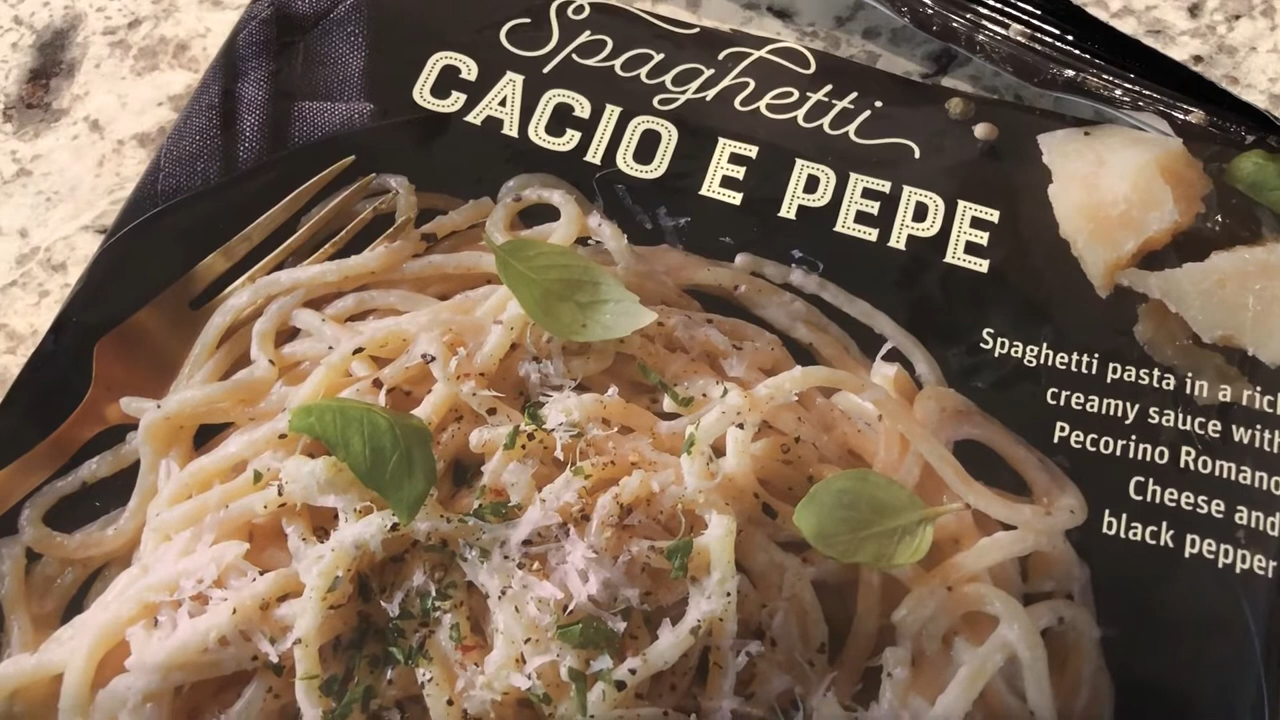 Spaghetti
CACIO E PEPE
Spaghetti pasta in a rich
creamy sauce with
Pecorino Romano
Cheese and
black pepper